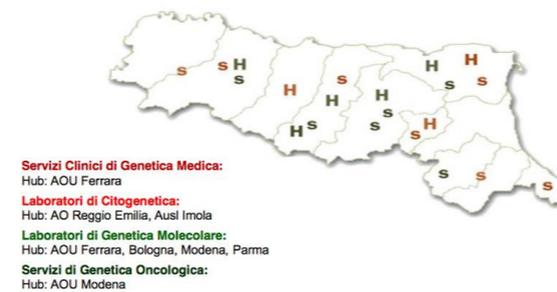 H H
s s H s s
H s H s
H
H s s s H
s s s
Servizi Clinici di Genetica Medica:
Hub: AOU Ferrara
Laboratori di Citogenetica:
Hub: AO Reggio Emilia, Ausl Imola
Laboratori di Genetica Molecolare:
Hub: AOU Ferrara, Bologna, Modena, Parma
Servizi di Genetica Oncologica:
Hub: AOU Modena